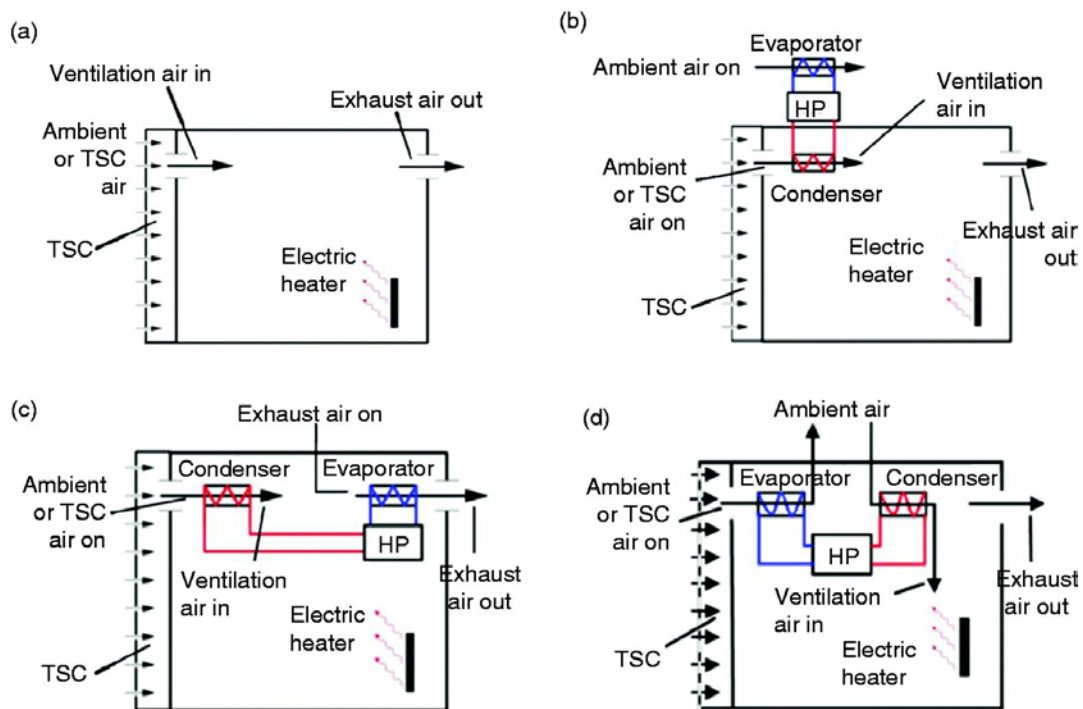 (a)
Ventilation air in
Exhaust air out
Ambient
or TSC
air
TSC
Electric
heater
(b)
Evaporator
Ambient air on
HP
Ventilation
air in
Ambient
or TSC
air on
Condenser
Exhaust air
out
Electric
heater
TSC
(c)
Exhaust air on
Condenser
Evaporator
Ambient
or TSC
air on
HP
Ventilation
air in
Exhaust
air out
Electric
heater
TSC
(d)
Ambient air
Evaporator
Condenser
Ambient
or TSC
air on
HP
Ventilation
air in
Exhaust
air out
TSC
Electric
heater